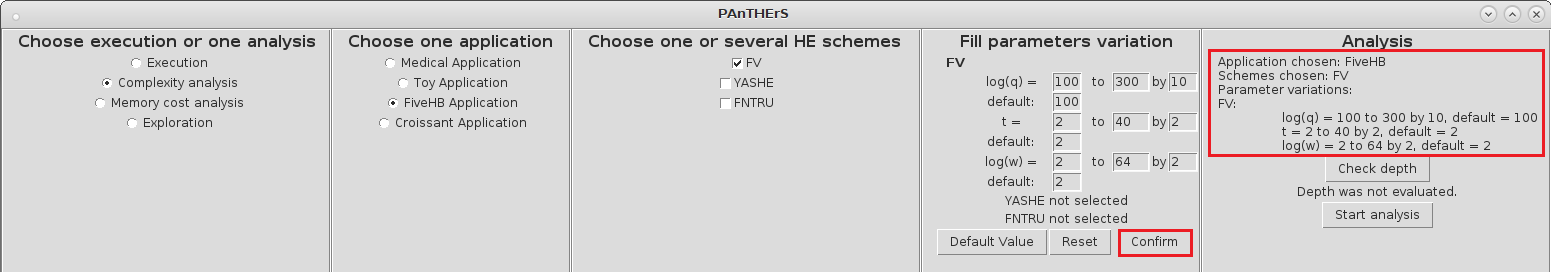 PAnTHErS
Choose execution or one analysis
Execution
Complexity analysis
Memory cost analysis
Exploration
Choose one application
Medical Application
Toy Application
FiveHB Application
Croissant Application
Choose one or several HE schemes
FV
YASHE
FNTRU
Fill parameters variation
FV
log(q) = 100 to 300 by 10
default: 100
t = 2 to 40 by 2
default: 2
log(w) = 2 to 64 by 2
default: 2
YASHE not selected
FNTRU not selected
Default Value Reset Confirm
Analysis
Application chosen: FiveHB
Schemes chosen: FV
Parameter variations:
FV:
log(q) = 100 to 300 by 10, default = 100
t = 2 to 40 by 2, default = 2
log(w) = 2 to 64 by 2, default = 2
Check depth
Depth was not evaluated.
Start analysis